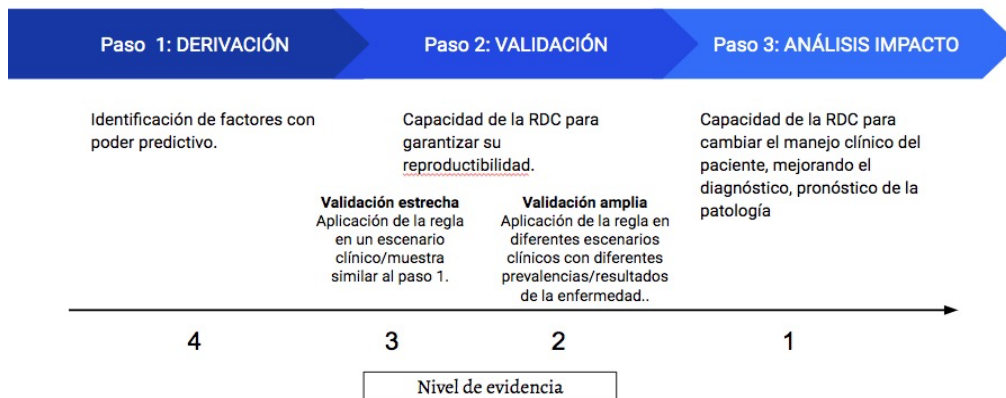 Paso 1: DERIVACIÓN
Paso 2: VALIDACIÓN
Paso 3: ANÁLISIS IMPACTO
Identificación de factores con
poder predictivo.
Capacidad de la RDC para
garantizar su
reproductibilidad.
Validación estrecha
Aplicación de la regla
en un escenario
clínico/muestra
similar al paso 1.
Validación amplia
Aplicación de la regla en
diferentes escenarios
clínicos con diferentes
prevalencias/resultados
de la enfermedad..
Capacidad de la RDC para
cambiar el manejo clínico del
paciente, mejorando el
diagnóstico, pronóstico de la
patología
4
3
2
1
Nivel de evidencia